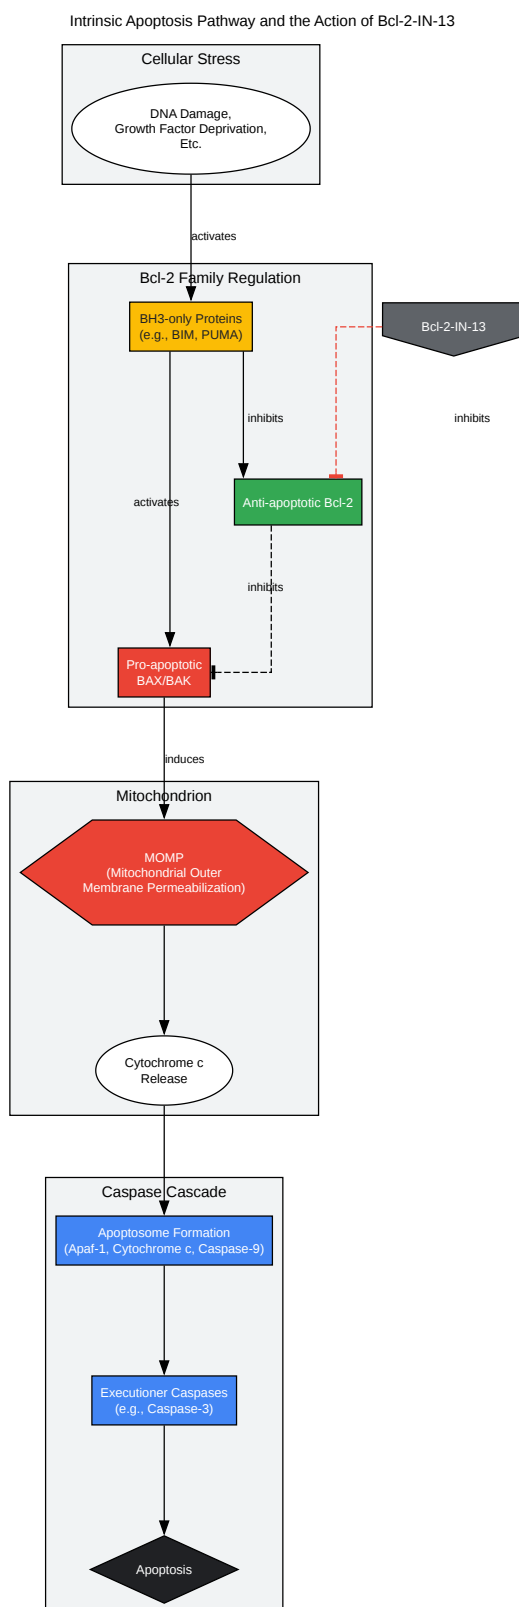 Intrinsic Apoptosis Pathway and the Action of Bcl-2-IN-13
Cellular Stress
DNA Damage,
Growth Factor Deprivation,
Etc.
activates
Bcl-2 Family Regulation
BH3-only Proteins
(e.g., BIM, PUMA)
Bcl-2-IN-13
inhibits
inhibits
activates
Anti-apoptotic Bcl-2
inhibits
Pro-apoptotic
BAX/BAK
induces
Mitochondrion
MOMP
(Mitochondrial Outer
Membrane Permeabilization)
Cytochrome c
Release
Caspase Cascade
Apoptosome Formation
(Apaf-1, Cytochrome c, Caspase-9)
Executioner Caspases
(e.g., Caspase-3)
Apoptosis